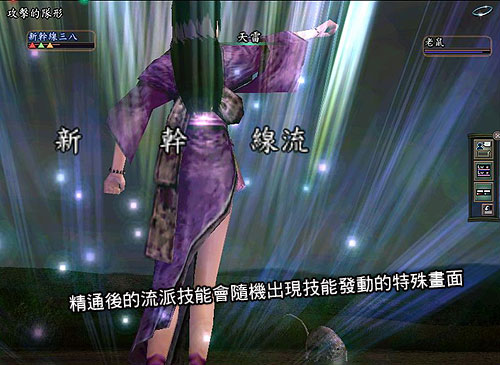 攻擊的隊形
新幹線三八
天雷
老鼠
新幹線流
精通後的流派技能會隨機出現技能發動的特殊畫面